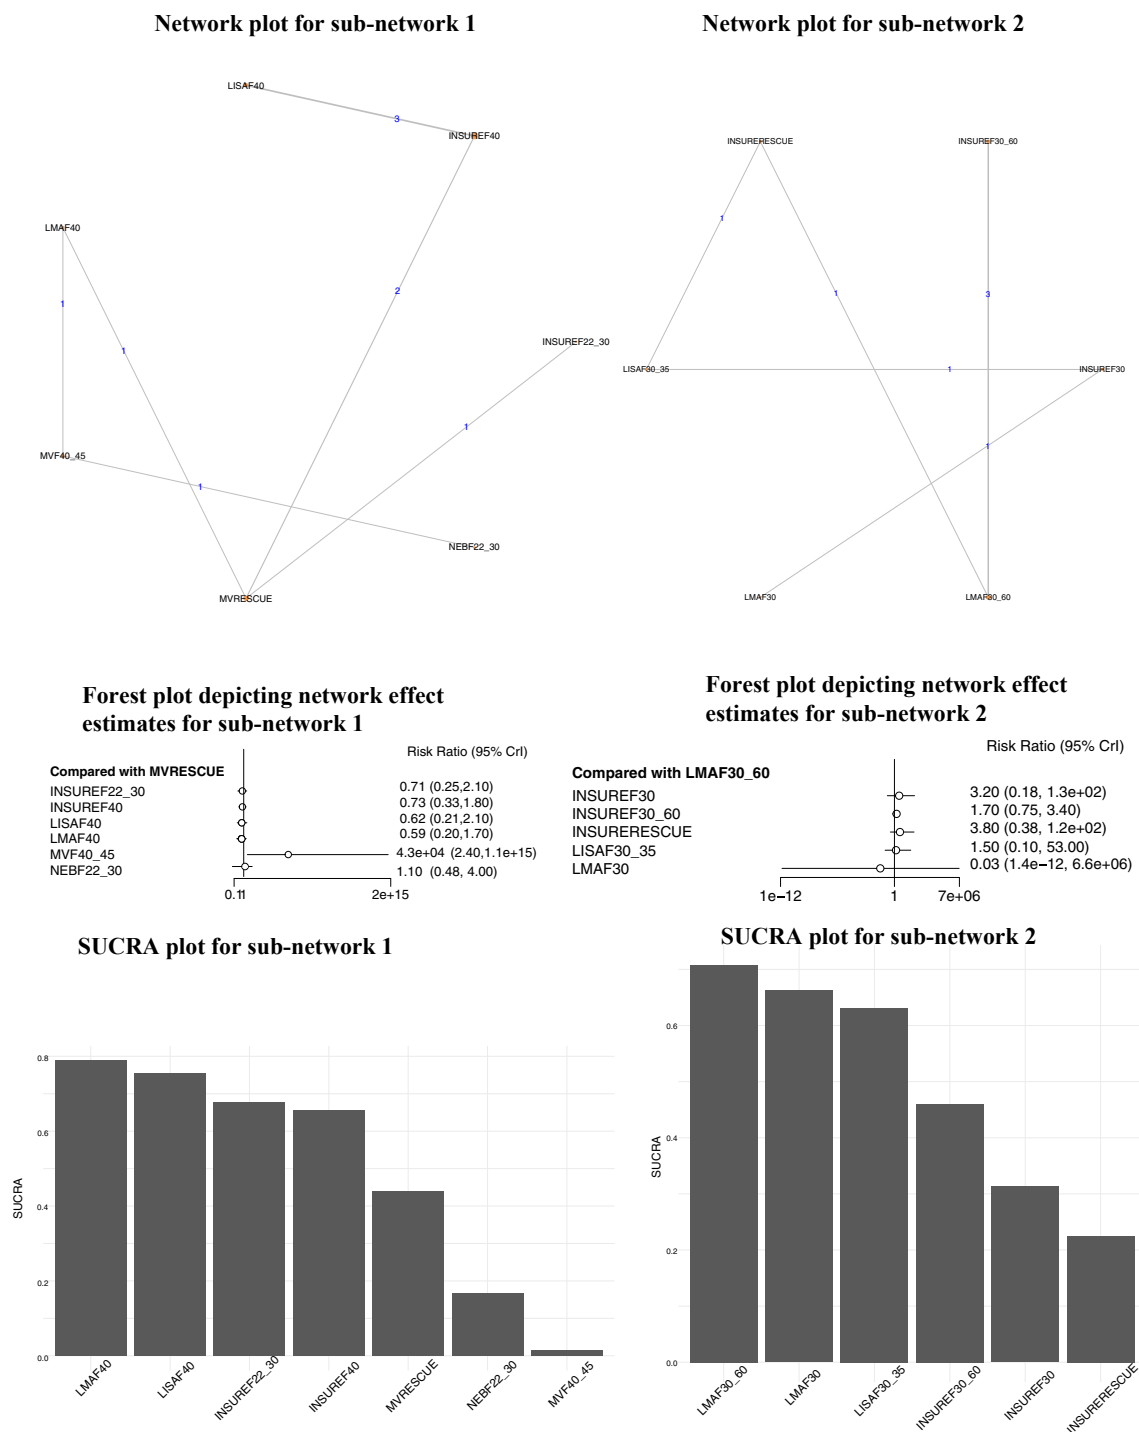 Network plot for sub-network 1
Network plot for sub-network 2
LISAF40
3
INSUREF40
LMAF40
1
1
2
INSUREF22_30
1
MVF40_45
1
NEBF22_30
MVRESCUE
INSURERESCUE
INSUREF30_60
1
1
3
LISAF30_35
1
INSUREF30
1
LMAF30
LMAF30_60
Forest plot depicting network effect
estimates for sub-network 1
Risk Ratio (95% CrI)
Compared with MVRESCUE
INSUREF22_30 0.71 (0.25,2.10)
INSUREF40 0.73 (0.33,1.80)
LISAF40 0.62 (0.21,2.10)
LMAF40 0.59 (0.20,1.70)
MVF40_45 4.3e+04 (2.40,1.1e+15)
NEBF22_30 1.10 (0.48, 4.00)
0.11 2e+15
Forest plot depicting network effect
estimates for sub-network 2
Risk Ratio (95% CrI)
Compared with LMAF30_60
INSUREF30 3.20 (0.18, 1.3e+02)
INSUREF30_60 1.70 (0.75, 3.40)
INSURERESCUE 3.80 (0.38, 1.2e+02)
LISAF30_35 1.50 (0.10, 53.00)
LMAF30 0.03 (1.4e−12, 6.6e+06)
1e−12 1 7e+06
SUCRA plot for sub-network 1
SUCRA
0.8
0.6
0.4
0.2
0.0
LMAF40
LISAF40
INSUREF22_30
INSUREF40
MVRESCUE
NEBF22_30
MVF40_45
SUCRA plot for sub-network 2
SUCRA
0.6
0.4
0.2
0.0
LMAF30_60
LMAF30
LISAF30_35
INSUREF30_60
INSUREF30
INSURERESCUE